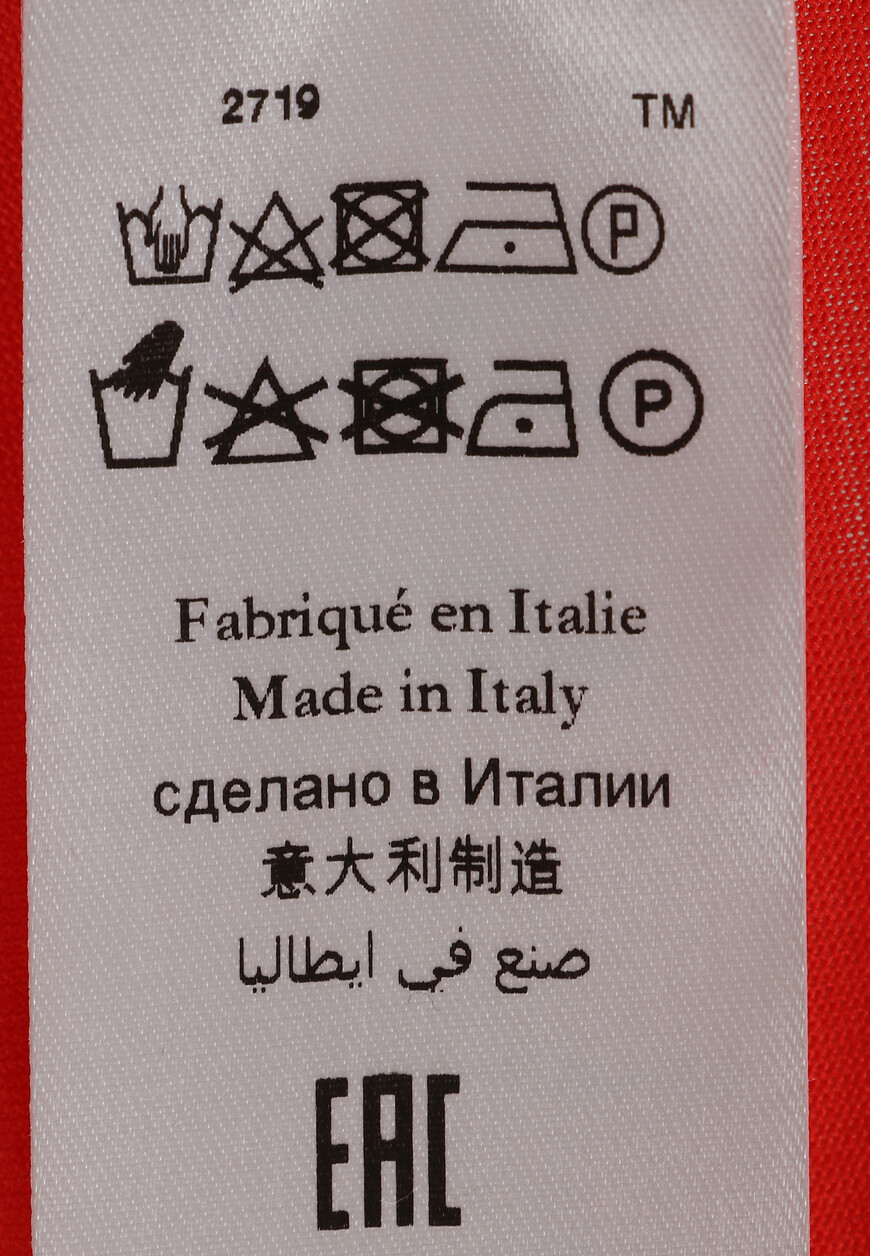 2719 TM
P
P
Fabriqué en Italie
Made in Italy
сделано в Италии
意大利制造
صنع في ايطاليا
EAC